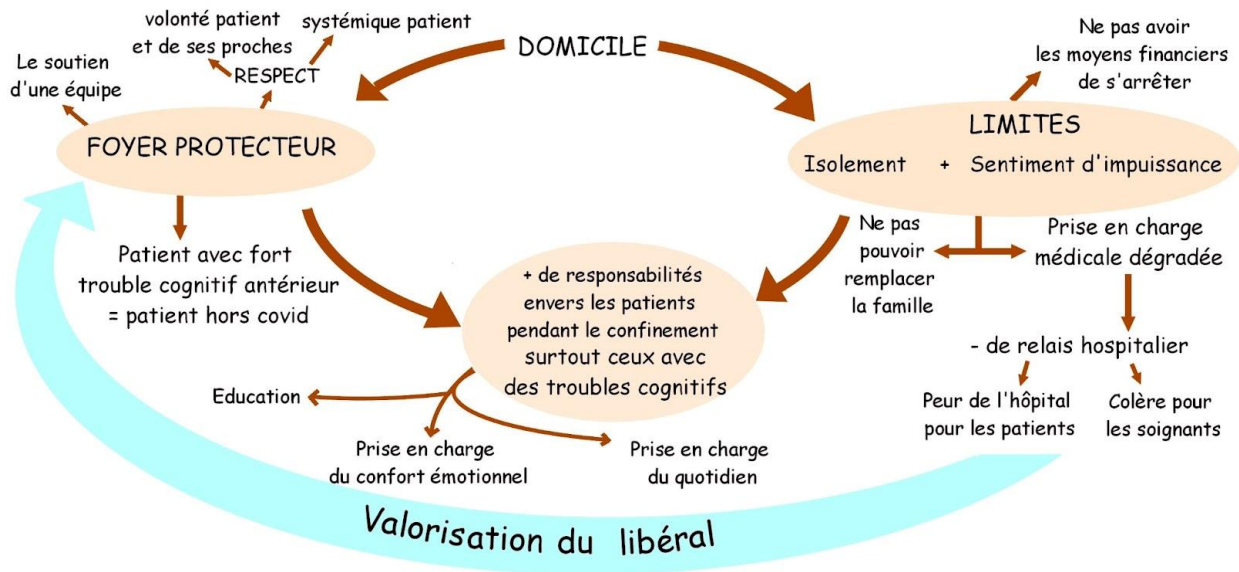 DOMICILE
volonté patient
et de ses proches
systémique patient
RESPECT
Le soutien
d'une équipe
FOYER PROTECTEUR
Patient avec fort
trouble cognitif antérieur
= patient hors covid
Ne pas avoir
les moyens financiers
de s'arrêter
LIMITES
Isolement + Sentiment d'impuissance
Ne pas
pouvoir
remplacer
la famille
Prise en charge
médicale dégradée
- de relais hospitalier
Peur de l'hôpital
pour les patients
Colère pour
les soignants
+ de responsabilités
envers les patients
pendant le confinement
surtout ceux avec
des troubles cognitifs
Education
Prise en charge
du confort émotionnel
Prise en charge
du quotidien
Valorisation du libéral